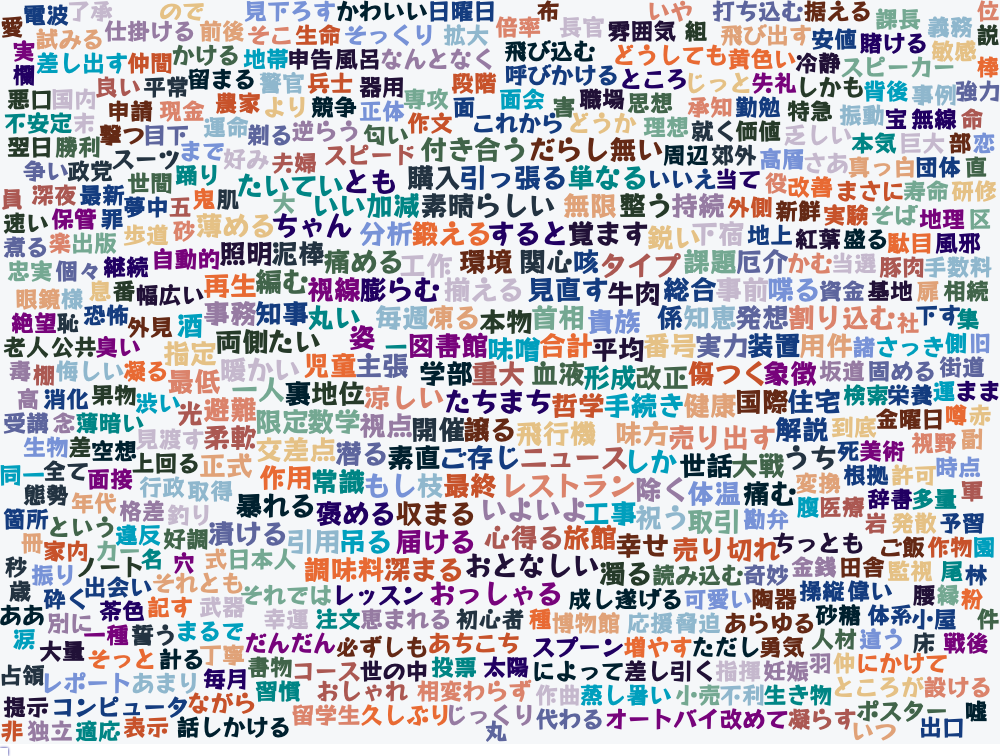 愛 電波 了承 ので 見下ろす かわいい 日曜日 布 いや 打ち込む 据える 課長 義務 位
試みる 仕掛ける 前後 そこ 生命 そっくり 拡大 倍率 長官 雰囲気 組 飛び出す 安値 賭ける 敏感 説
実 差し出す 仲間 かける 地帯 申告 風呂 なんとなく 飛び込む どうしても 黄色い 冷静 スピーカー 棒
欄 良い 平常 留まる 警官 兵士 器用 段階 呼びかける ところ じっと 失礼 しかも 背後 事例 強力
悪口 国内 申請 現金 農家 より 競争 正体 専攻 面 面会 害 職場 思想 承知 勤勉 特急 振動 宝 無線 命
不安定 末 撃つ 目下 運命 剃る 逆らう 匂い 作文 これから どうか 理想 就く 価値 乏しい 本気 巨大 部 恋
翌日 勝利 スーツ まで 好み 夫婦 スピード 付き合う だらし無い 周辺 郊外 高層 さあ 真っ白 団体 直
争い 政党 世間 踊り たいてい とも 購入 引っ張る 単なる いいえ 当て 役 改善 まさに 寿命 研修
員 深夜 最新 夢中 五 鬼 肌 大 いい加減 素晴らしい 無限 整う 持続 外側 新鮮 実験 そば 地理 区
速い 保管 罪 歩道 砂 薄める ちゃん 分析 鍛える すると 覚ます 鋭い 下宿 地上 紅葉 盛る 駄目 風邪
煮る 楽 出版 自動的 照明 泥棒 痛める 工作 環境 関心 咳 タイプ 課題 厄介 かむ 当選 豚肉 手数料
忠実 個々 継続 再生 編む 視線 膨らむ 揃える 見直す 牛肉 総合 事前 喋る 資金 基地 扉 相続
眼鏡 様 息 番 幅広い 事務 知事 丸い 毎週 凍る 本物 首相 貴族 係 知恵 発想 割り込む 社 下す 集
絶望 恥 恐怖 外見 酒 両側 たい 姿 一 図書館 味噌 合計 平均 番号 実力 装置 用件 諸 さっき 側 旧
老人 公共 臭い 指定 暖かい 児童 主張 学部 重大 血液 形成 改正 傷つく 象徴 坂道 固める 街道
毒 棚 悔しい 凝る 最低 一人 裏 地位 涼しい たちまち 哲学 手続き 健康 国際 住宅 検索 栄養 運 まま
高 消化 果物 渋い 光 避難 限定 数学 視点 開催 譲る 飛行機 味方 売り出す 解説 到底 金曜日 噂 赤
受講 念 薄暗い 見渡す 柔軟 交差点 潜る 素直 ご存じ ニュース しか 世話 大戦 うち 死 美術 視野 副
生物 差 空想 上回る 正式 作用 常識 もし 枝 最終 レストラン 除く 体温 痛む 変換 根拠 許可 時点
同一 全て 面接 行政 取得 暴れる 褒める 収まる いよいよ 工事 祝う 取引 勘弁 腹 医療 辞書 多量 軍
態勢 年代 格差 釣り 漬ける 引用 吊る 届ける 心得る 旅館 幸せ 売り切れ ちっとも 岩 発散 予習
箇所 という 違反 好調 式 日本人 調味料 深まる おとなしい 濁る 読み込む 奇妙 金銭 田舎 ご飯 作物 園
冊 家内 カー 名 穴 それとも それでは レッスン おっしゃる 成し遂げる 可愛い 陶器 操縦 偉い 監視 尾 林
秒 振り ノート 出会い 武器 幸運 注文 恵まれる 初心者 種 博物館 応援 脅迫 あらゆる 砂糖 体系 小屋 腰 緑 粉
歳 砕く 茶色 記す だんだん 必ずしも あちこち スプーン 増やす ただし 勇気 人材 違う 床 戦後 件
ああ 別に 一種 誓う まるで 書物 コース 世の中 投票 太陽 によって 差し引く 指揮 妊娠 羽 仲 にかけて
涙 大量 そっと 計る 丁寧 習慣 おしゃれ 相変わらず 作曲 蒸し暑い 小売 不利 生き物 ところが 設ける
占領 レポート あまり 毎月 留学生 久しぶり じっくり 丸 代わる オートバイ 改めて 凝らす ポスター 嘘
提示 コンピュータ ながら いつ 出口
非 独立 適応 表示 話しかける